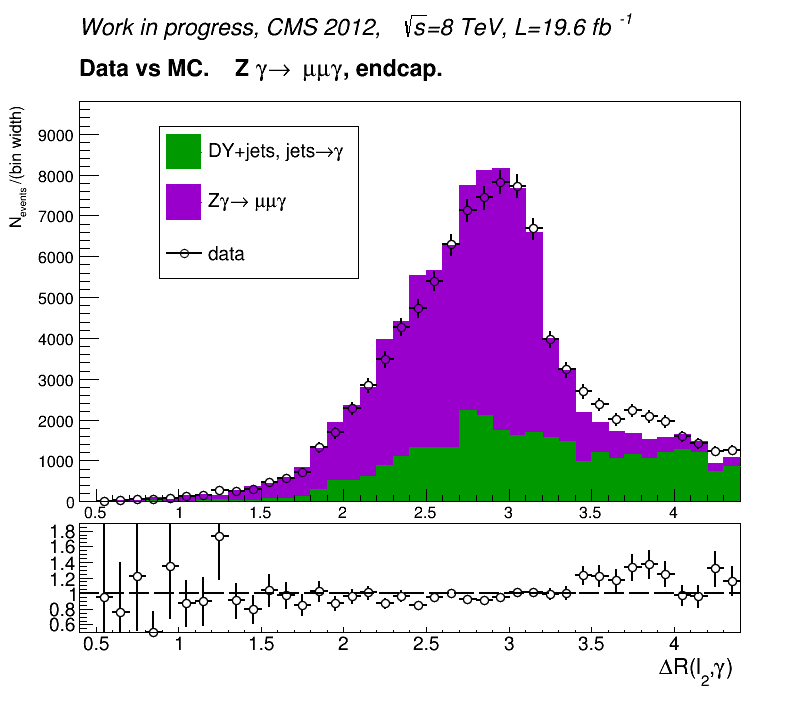 Work in progress, CMS 2012, √s=8 TeV, L=19.6 fb -1
Data vs MC. Z γ→ μμγ, endcap.
N events /(bin width)
9000
8000
7000
6000
5000
4000
3000
2000
1000
0
DY+jets, jets→γ
Zγ→ μμγ
data
0.5 1 1.5 2 2.5 3 3.5 4
1.8
1.6
1.4
1.2
1
0.8
0.6
0.5 1 1.5 2 2.5 3 3.5 4
ΔR(l2,γ)